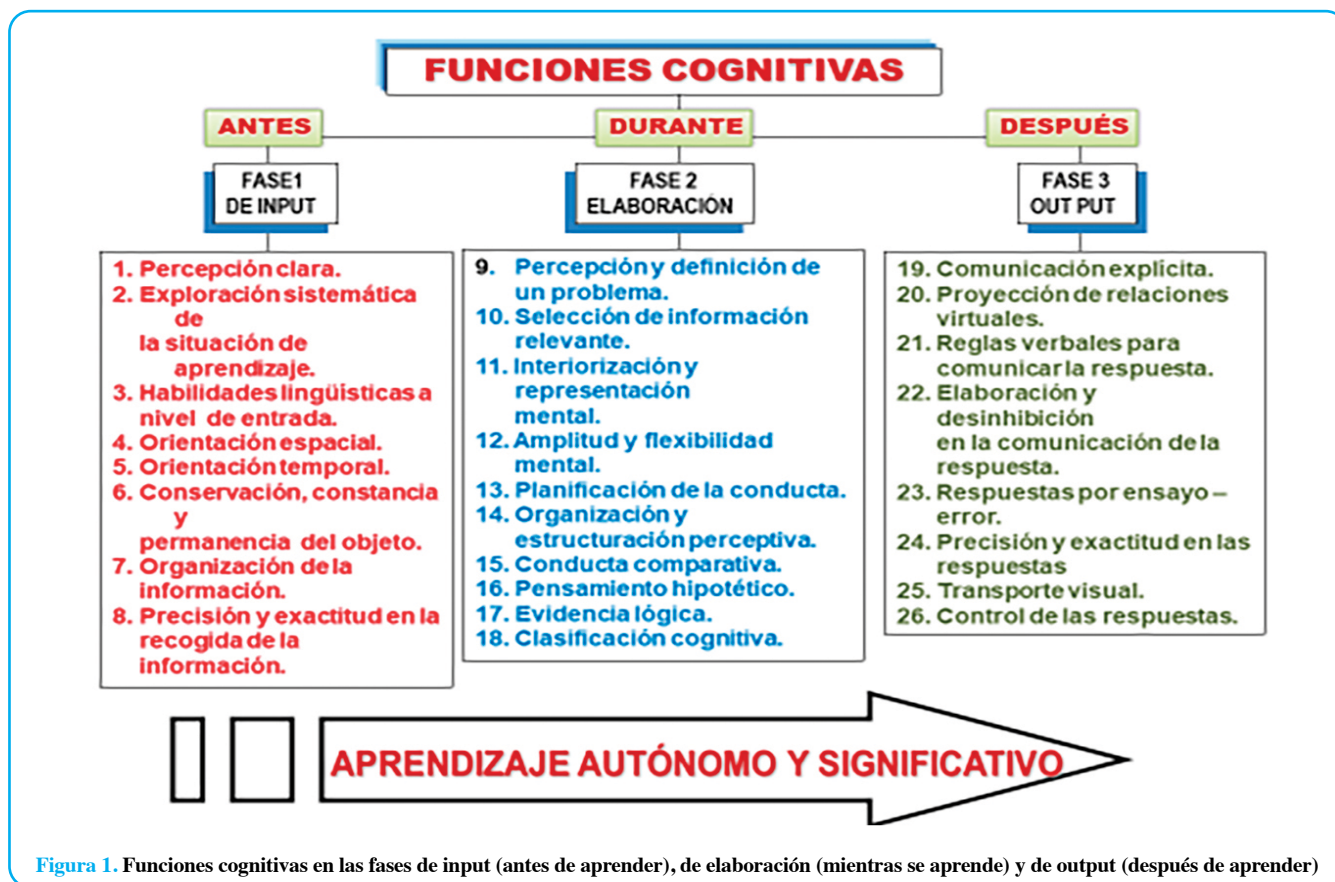 FUNCIONES COGNITIVAS
ANTES
DURANTE
DESPUÉS
FASE1
DE INPUT
FASE 2
ELABORACIÓN
FASE 3
OUT PUT
1. Percepción clara.
2. Exploración sistemática
de
la situación de
aprendizaje.
3. Habilidades lingüisticas a
nivel de entrada.
4. Orientación espacial.
5. Orientación temporal.
6. Conservación, constancia
y
permanencia del objeto.
7. Organización de la
información.
8. Precisión y exactitud en la
recogida de la
información.
9. Percepción y definición de
un problema.
10. Selección de información
relevante.
11. Interiorización y
representación
mental.
12. Amplitud y flexibilidad
mental.
13. Planificación de la conducta.
14. Organización y
estructuración perceptiva.
15. Conducta comparativa.
16. Pensamiento hipotético.
17. Evidencia lógica.
18. Clasificación cognitiva.
19. Comunicación explícita.
20. Proyección de relaciones
virtuales.
21. Reglas verbales para
comunicar la respuesta.
22. Elaboración y
desinhibición
en la comunicación de la
respuesta.
23. Respuestas por ensayo –
error.
24. Precisión y exactitud en las
respuestas
25. Transporte visual.
26. Control de las respuestas.
APRENDIZAJE AUTÓNOMO Y SIGNIFICATIVO
Figura 1. Funciones cognitivas en las fases de input (antes de aprender), de elaboración (mientras se aprende) y de output (después de aprender)